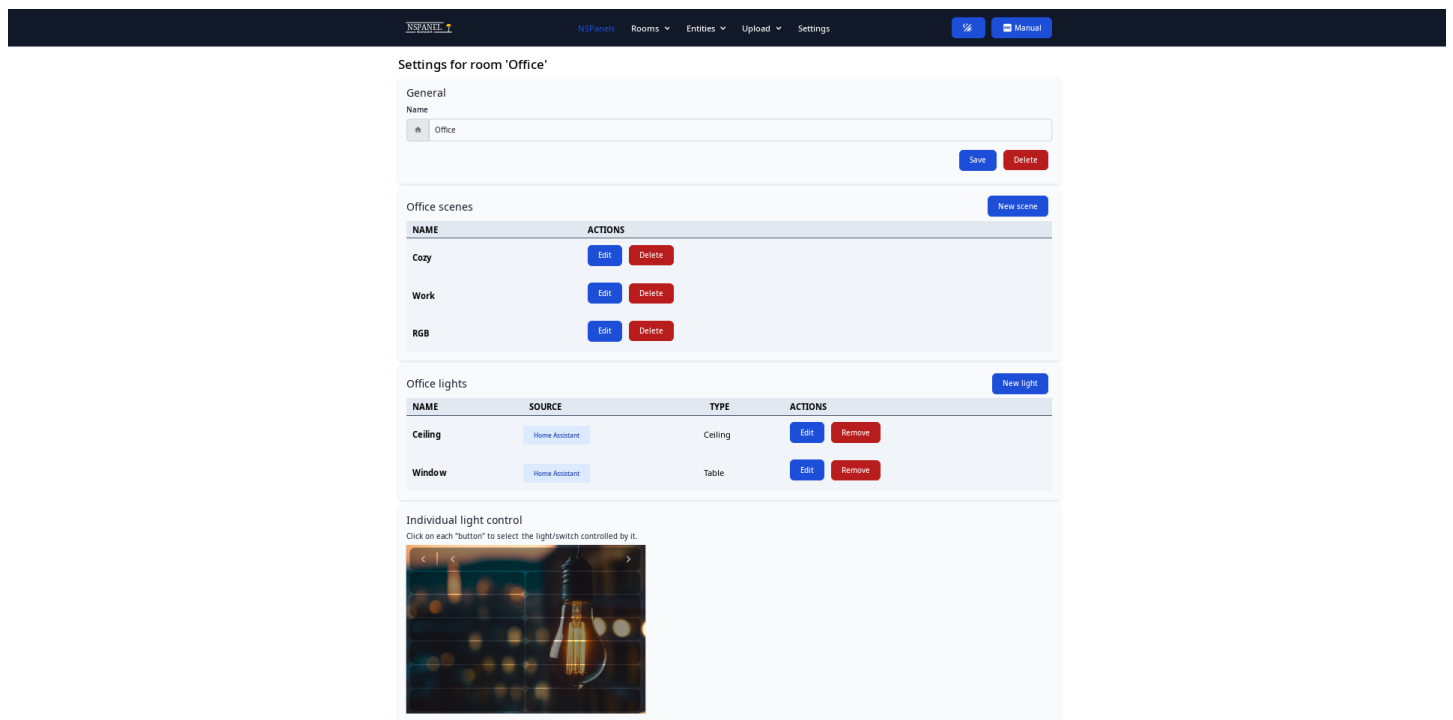 NSPANEL
NSPanels Rooms Entities Upload Settings
Manual
Settings for room 'Office'
General
Name
Office
Save Delete
Office scenes New scene
NAME ACTIONS
Cozy Edit Delete
Work Edit Delete
RGB Edit Delete
Office lights New light
NAME SOURCE TYPE ACTIONS
Ceiling Home Assistant Ceiling Edit Remove
Window Home Assistant Table Edit Remove
Individual light control
Click on each "button" to select the light/switch controlled by it.